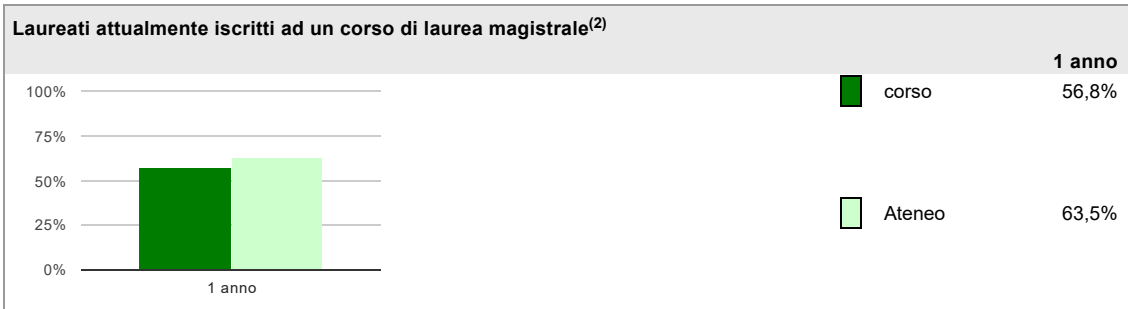 Laureati attualmente iscritti ad un corso di laurea magistrale(2)
1 anno
100%
75%
50%
25%
0%
1 anno
corso 56,8%
Ateneo 63,5%